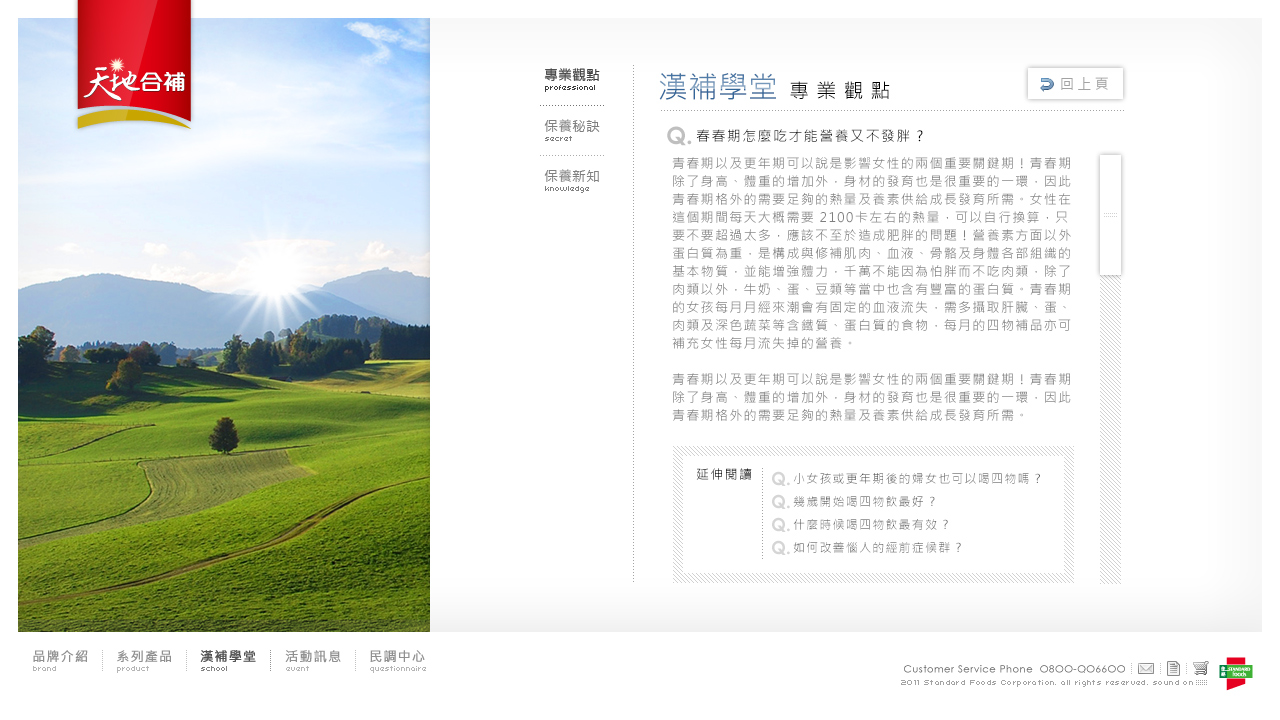 天地合補
專業觀點
professional
保養秘訣
secret
保養新知
knowledge
漢補學堂 專業觀點
回上頁
Q. 春春期怎麼吃才能營養又不發胖？
青春期以及更年期可以說是影響女性的兩個重要關鍵期！青春期
除了身高、體重的增加外，身材的發育也是很重要的一環，因此
青春期格外的需要足夠的熱量及養素供給成長發育所需。女性在
這個期間每天大概需要 2100卡左右的熱量，可以自行換算，只
要不要超過太多，應該不至於造成肥胖的問題！營養素方面以外
蛋白質為重，是構成與修補肌肉、血液、骨骼及身體各部組織的
基本物質，並能增強體力，千萬不能因為怕胖而不吃肉類，除了
肉類以外，牛奶、蛋、豆類等當中也含有豐富的蛋白質。青春期
的女孩每月月經來潮會有固定的血液流失，需多攝取肝臟、蛋、
肉類及深色蔬菜等含鐵質、蛋白質的食物，每月的四物補品亦可
補充女性每月流失掉的營養。
青春期以及更年期可以說是影響女性的兩個重要關鍵期！青春期
除了身高、體重的增加外，身材的發育也是很重要的一環，因此
青春期格外的需要足夠的熱量及養素供給成長發育所需。
延伸閱讀
Q. 小女孩或更年期後的婦女也可以喝四物嗎？
Q. 幾歲開始喝四物飲最好？
Q. 什麼時候喝四物飲最有效？
Q. 如何改善惱人的經前症候群？
品牌介紹
brand
系列產品
product
漢補學堂
school
活動訊息
event
民調中心
questionnaire
Customer Service Phone 0800-006600
2011 Standard Foods Corporation. all rights reserved. sound on
STANDARD
foods